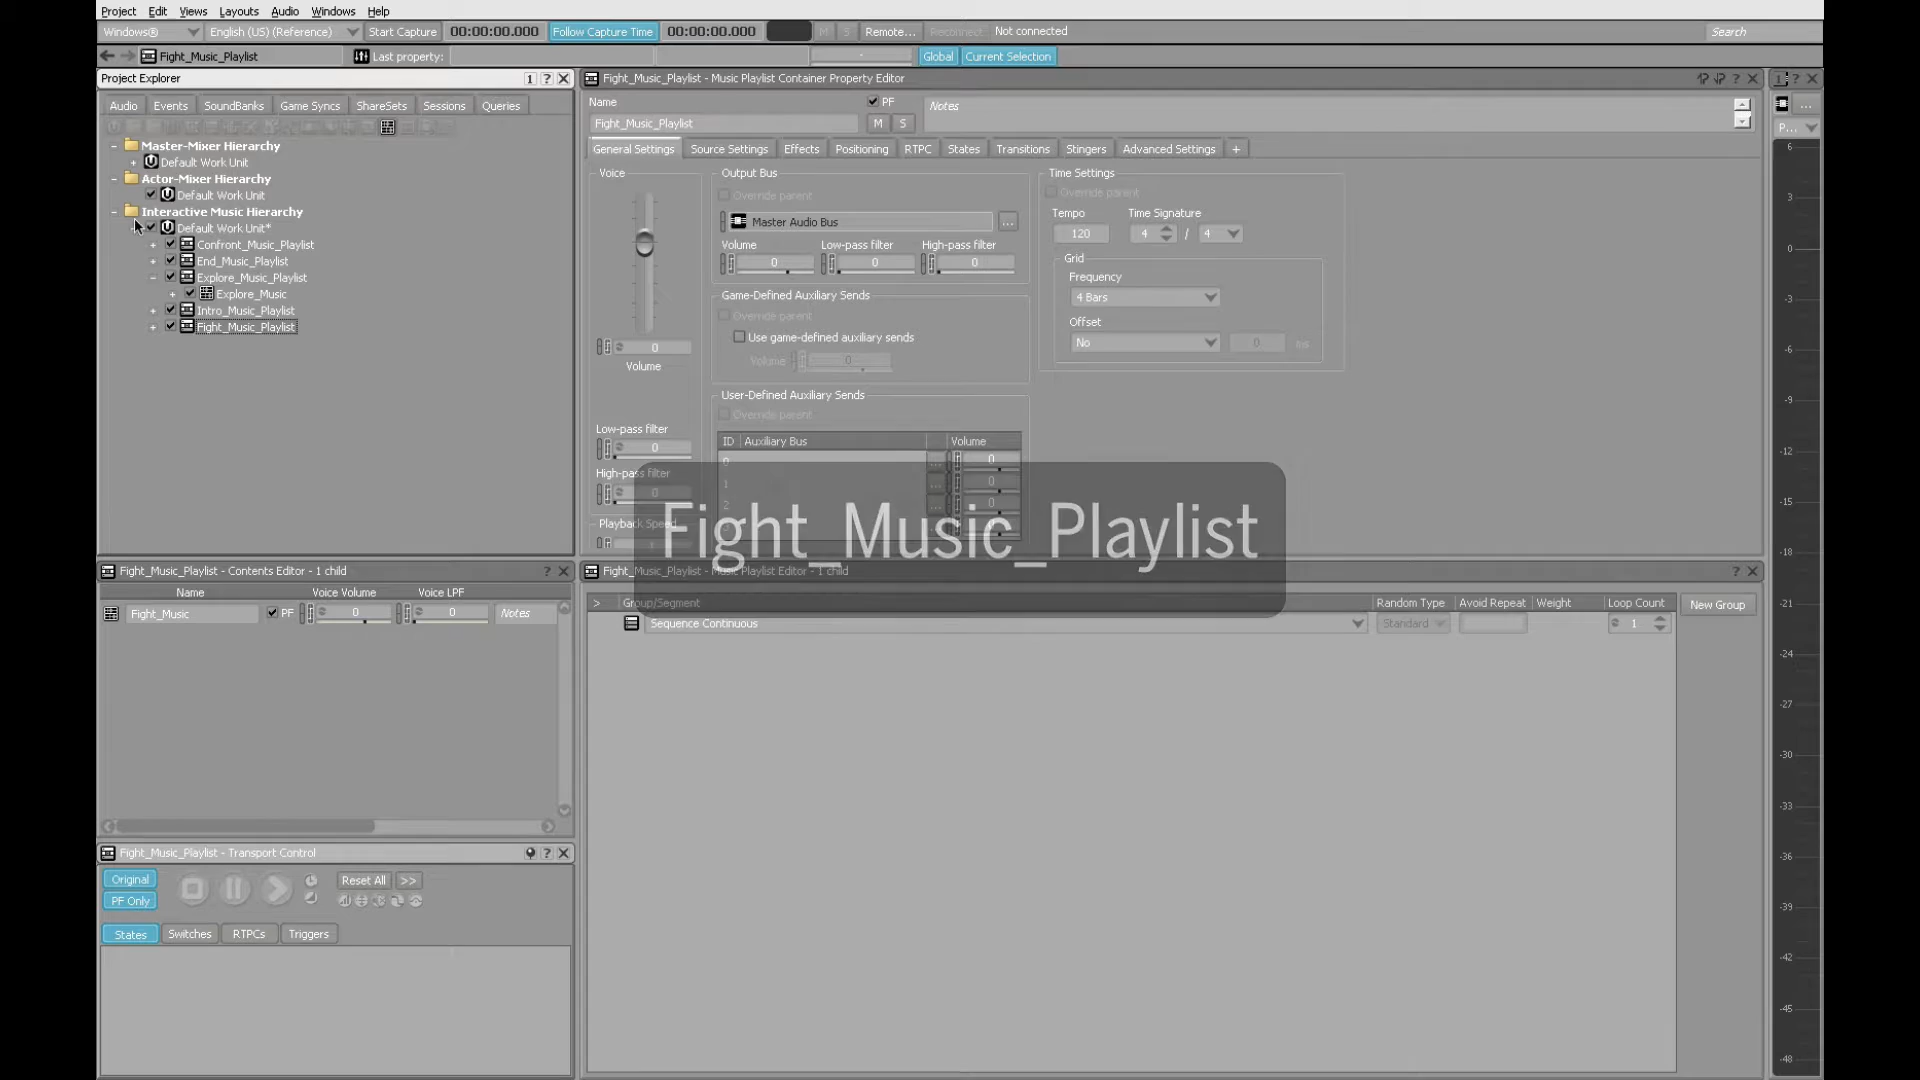 Project Edit Views Layouts Audio Windows Help
Windows® English (US) (Reference) Start Capture 00:00:00.000 Follow Capture Time 00:00:00.000 M S Remote... Reconnect Not connected Search
Fight_Music_Playlist Last property: - Global Current Selection
Project Explorer 1 ? X
Audio Events SoundBanks Game Syncs ShareSets Sessions Queries
Master-Mixer Hierarchy
Default Work Unit
Actor-Mixer Hierarchy
Default Work Unit
Interactive Music Hierarchy
Default Work Unit*
Confront_Music_Playlist
End_Music_Playlist
Explore_Music_Playlist
Explore_Music
Intro_Music_Playlist
Fight_Music_Playlist
Fight_Music_Playlist - Music Playlist Container Property Editor
Name PF Notes
Fight_Music_Playlist M S
General Settings Source Settings Effects Positioning RTPC States Transitions Stingers Advanced Settings +
Voice
0
Volume
Low-pass filter
0
High-pass filter
0
Playback Speed
Output Bus
Override parent
Master Audio Bus ...
Volume Low-pass filter High-pass filter
0 0 0
Game-Defined Auxiliary Sends
Override parent
Use game-defined auxiliary sends
Volume 0
User-Defined Auxiliary Sends
Override parent
ID Auxiliary Bus Volume
0 ... 0
1 ... 0
2 ... 0
Time Settings
Override parent
Tempo Time Signature
120 4 / 4
Grid
Frequency
4 Bars
Offset
No 0 ms
Fight_Music_Playlist
Fight_Music_Playlist - Contents Editor - 1 child
Name Voice Volume Voice LPF
Fight_Music PF 0 0 Notes
Fight_Music_Playlist - Music Playlist Editor - 1 child
> Group/Segment Random Type Avoid Repeat Weight Loop Count New Group
Sequence Continuous Standard 1
Fight_Music_Playlist - Transport Control
Original Reset All >>
PF Only
States Switches RTPCs Triggers
P...
6
3
0
-3
-6
-9
-12
-15
-18
-21
-24
-27
-30
-33
-36
-39
-42
-45
-48